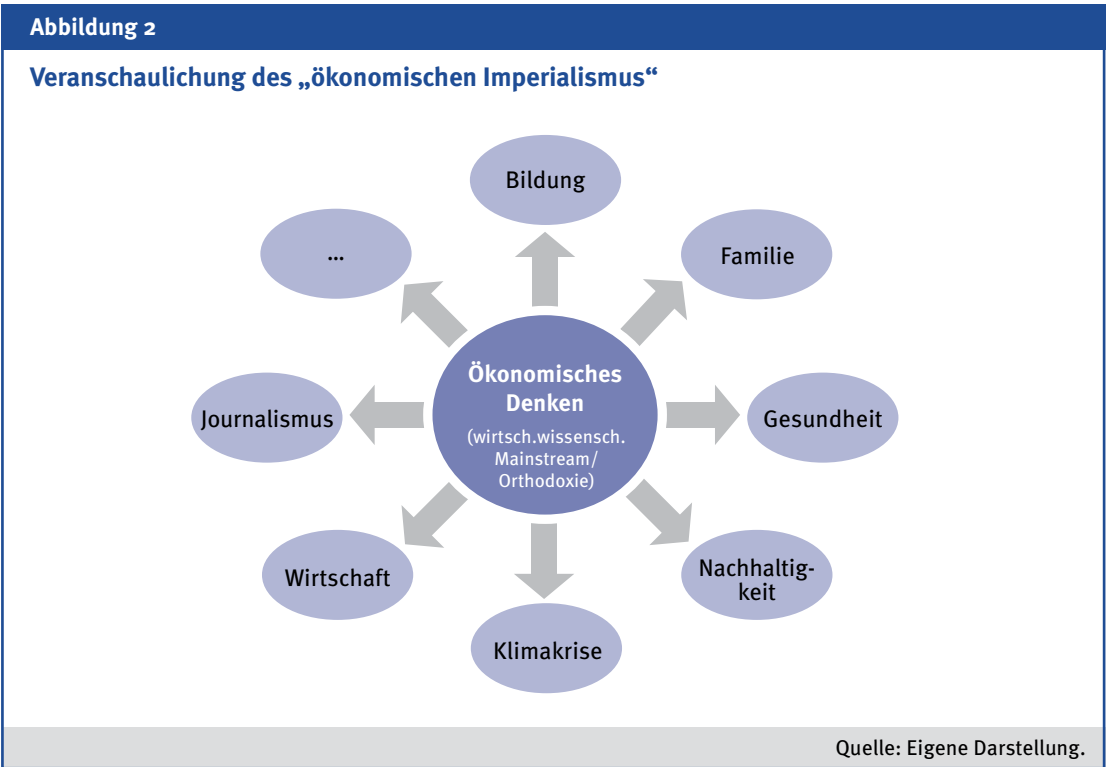 Abbildung 2
Veranschaulichung des „ökonomischen Imperialismus“
Bildung
...
Familie
Ökonomisches
Denken
(wirtsch.wissensch.
Mainstream/
Orthodoxie)
Journalismus
Gesundheit
Wirtschaft
Nachhaltig-
keit
Klimakrise
Quelle: Eigene Darstellung.